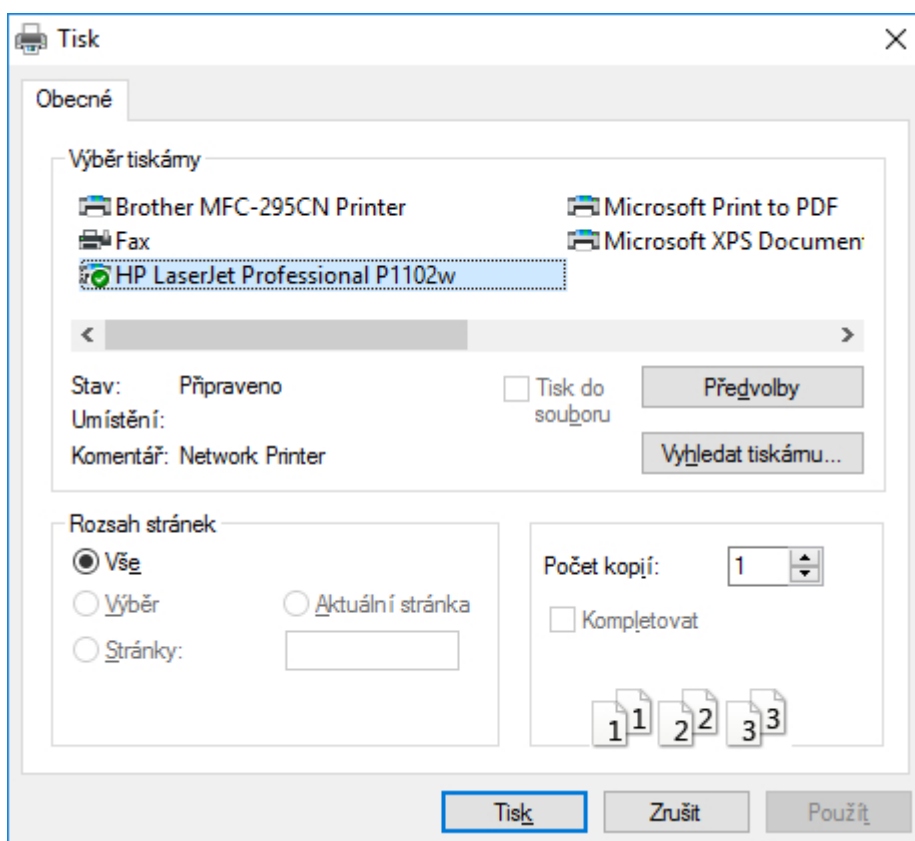 Tisk
Obecné
Výběr tiskárny
Brother MFC-295CN Printer
Microsoft Print to PDF
Fax
Microsoft XPS Documen
HP LaserJet Professional P1102w
Stav: Připraveno
Tisk do souboru
Předvolby
Umístění:
Komentář: Network Printer
Vyhledat tiskárnu...
Rozsah stránek
Vše
Výběr
Aktuální stránka
Stránky:
Počet kopií: 1
Kompletovat
1 1 2 2 3 3
Tisk Zrušit Použít